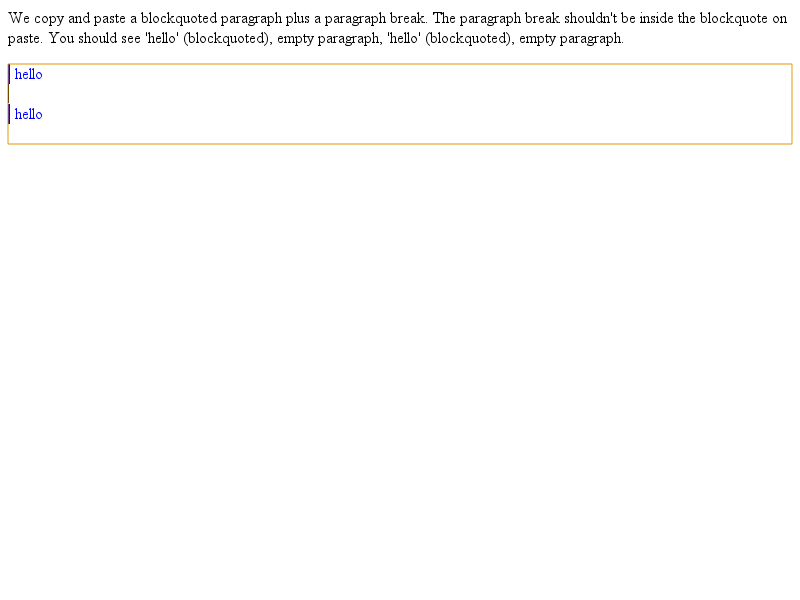 We copy and paste a blockquoted paragraph plus a paragraph break. The paragraph break shouldn't be inside the blockquote on
paste. You should see 'hello' (blockquoted), empty paragraph, 'hello' (blockquoted), empty paragraph.
hello
hello